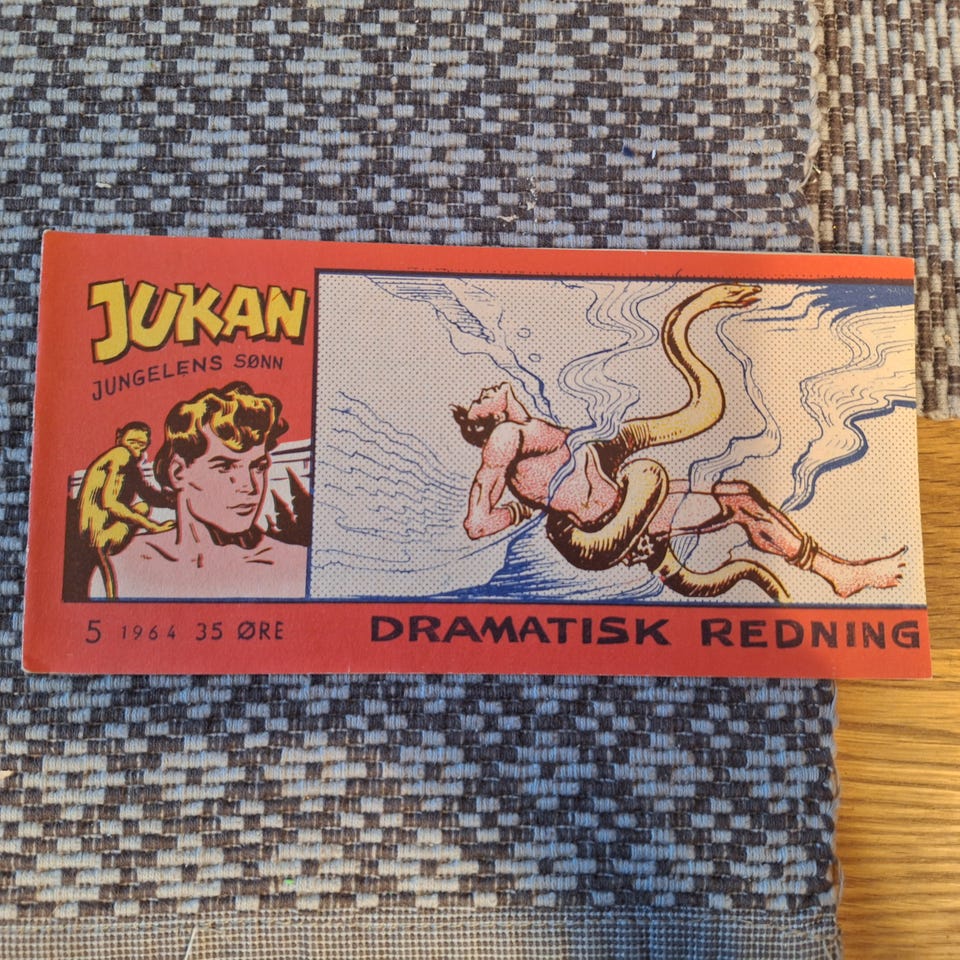 JUKAN
JUNGELENS SØNN
5 1964 35 ØRE
DRAMATISK REDNING